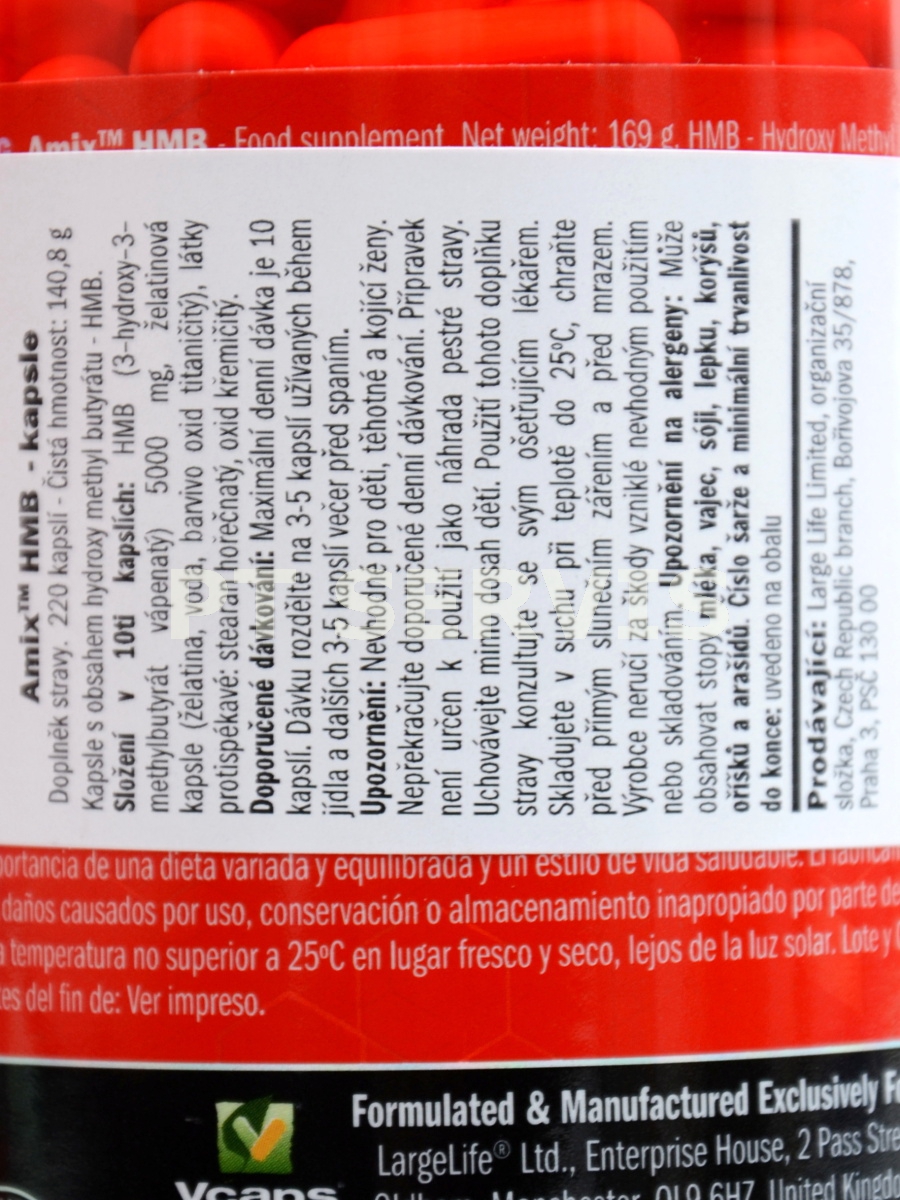 Amix™ HMB - Food supplement Net weight: 169 g. HMB - Hydroxy Methyl
Amix™ HMB - kapsle
Doplněk stravy. 220 kapslí - Čistá hmotnost: 140,8 g
Kapsle s obsahem hydroxy methyl butyrátu - HMB.
Složení v 10ti kapslích: HMB (3-hydroxy-3-
methylbutyrát vápenatý) 5000 mg, želatinová
kapsle (želatina, voda, barvivo oxid titaničitý), látky
protispékavé: stearan hořečnatý, oxid křemičitý.
Doporučené dávkování: Maximální denní dávka je 10
kapslí. Dávku rozdělte na 3-5 kapslí užívaných během
jídla a dalších 3-5 kapslí večer před spaním.
Upozornění: Nevhodné pro děti, těhotné a kojící ženy.
Nepřekračujte doporučené denní dávkování. Přípravek
není určen k použití jako náhrada pestré stravy.
Uchovávejte mimo dosah dětí. Použití tohoto doplňku
stravy konzultujte se svým ošetřujícím lékařem.
Skladujete v suchu při teplotě do 25°C, chraňte
před přímým slunečním zářením a před mrazem.
Výrobce neručí za škody vzniklé nevhodným použitím
nebo skladováním. Upozornění na alergeny: Může
obsahovat stopy mléka, vajec, sóji, lepku, korýšů,
oříšků a arašídů. Číslo šarže a minimální trvanlivost
do konce: uvedeno na obalu
Prodávající: Large Life Limited, organizační
složka, Czech Republic branch, Bořivojova 35/878,
Praha 3, PSČ 130 00
PT SERVIS
portancia de una dieta variada y equilibrada y un estilo de vida saludable. El fabrican
daños causados por uso, conservación o almacenamiento inapropiado por parte de
a temperatura no superior a 25ºC en lugar fresco y seco, lejos de la luz solar. Lote y
es del fin de: Ver impreso.
Formulated & Manufactured Exclusively F
LargeLife® Ltd., Enterprise House, 2 Pass Stre
Oldham, Manchester, OL9 6HZ, United Kingdo
Vcaps